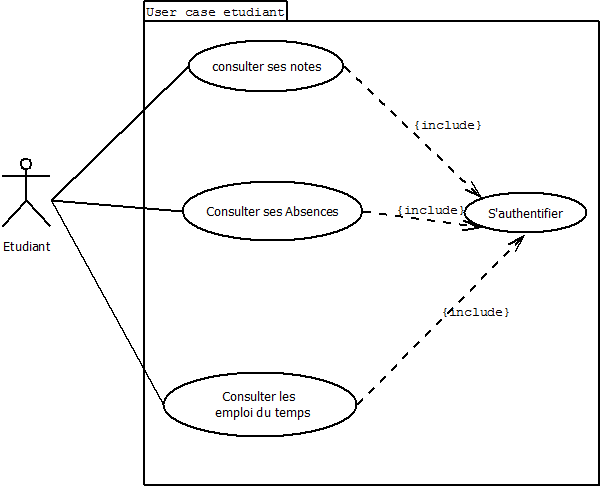 User case etudiant
consulter ses notes
{include}
Etudiant
Consulter ses Absences
{include}
S'authentifier
{include}
Consulter les
emploi du temps